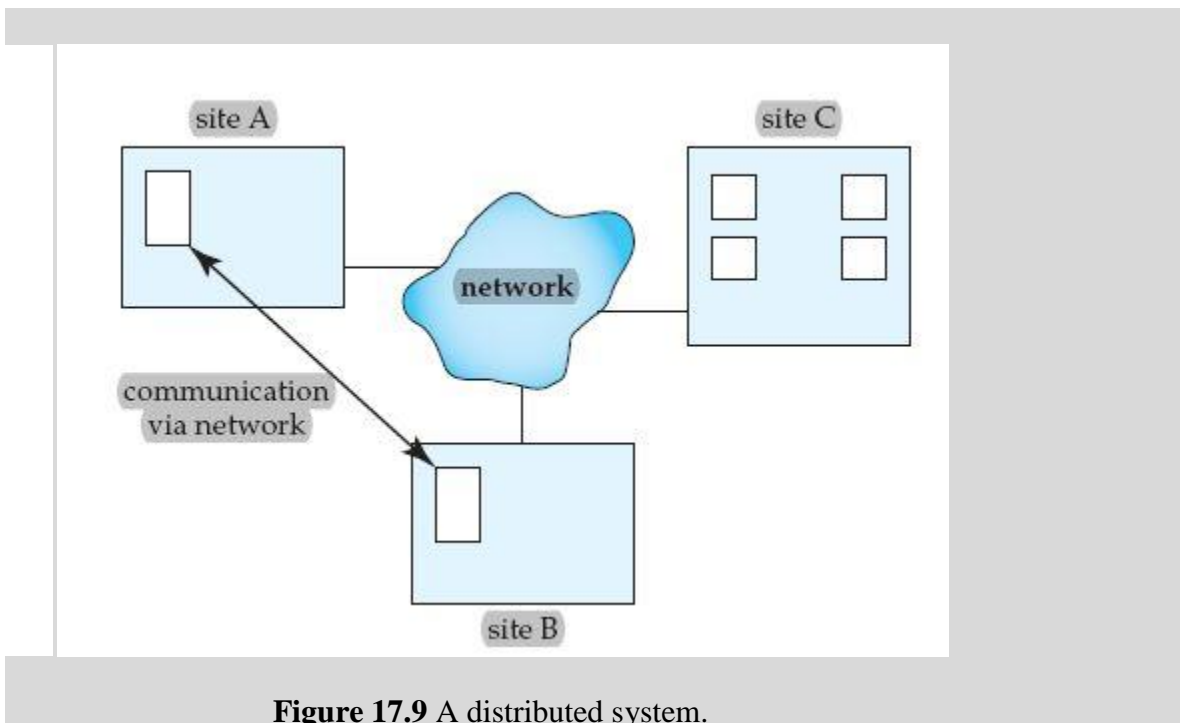 site A
site C
network
communication
via network
site B
Figure 17.9 A distributed system.